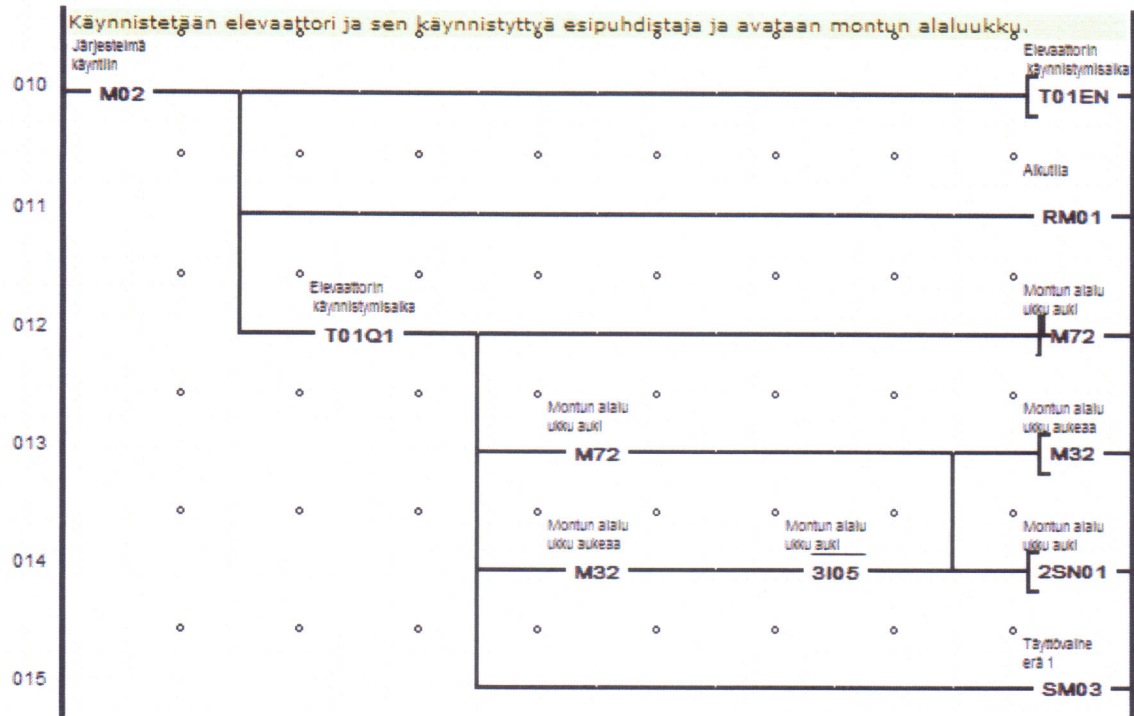 Käynnistetään elevaattori ja sen käynnistyttyä esipuhdistaja ja avataan montun alaluukku.
Järjestelmä
käyntiin
Elevaattorin
käynnistymisaika
010
M02
T01EN
Alkutila
011
RM01
Elevaattorin
käynnistymisaika
Montun alalu
ukku auki
012
T01Q1
M72
Montun alalu
ukku auki
Montun alalu
ukku aukeaa
013
M72
M32
Montun alalu
ukku aukeaa
Montun alalu
ukku auki
Montun alalu
ukku auki
014
M32
3I05
2SN01
Täyttövaihe
erä 1
015
SM03